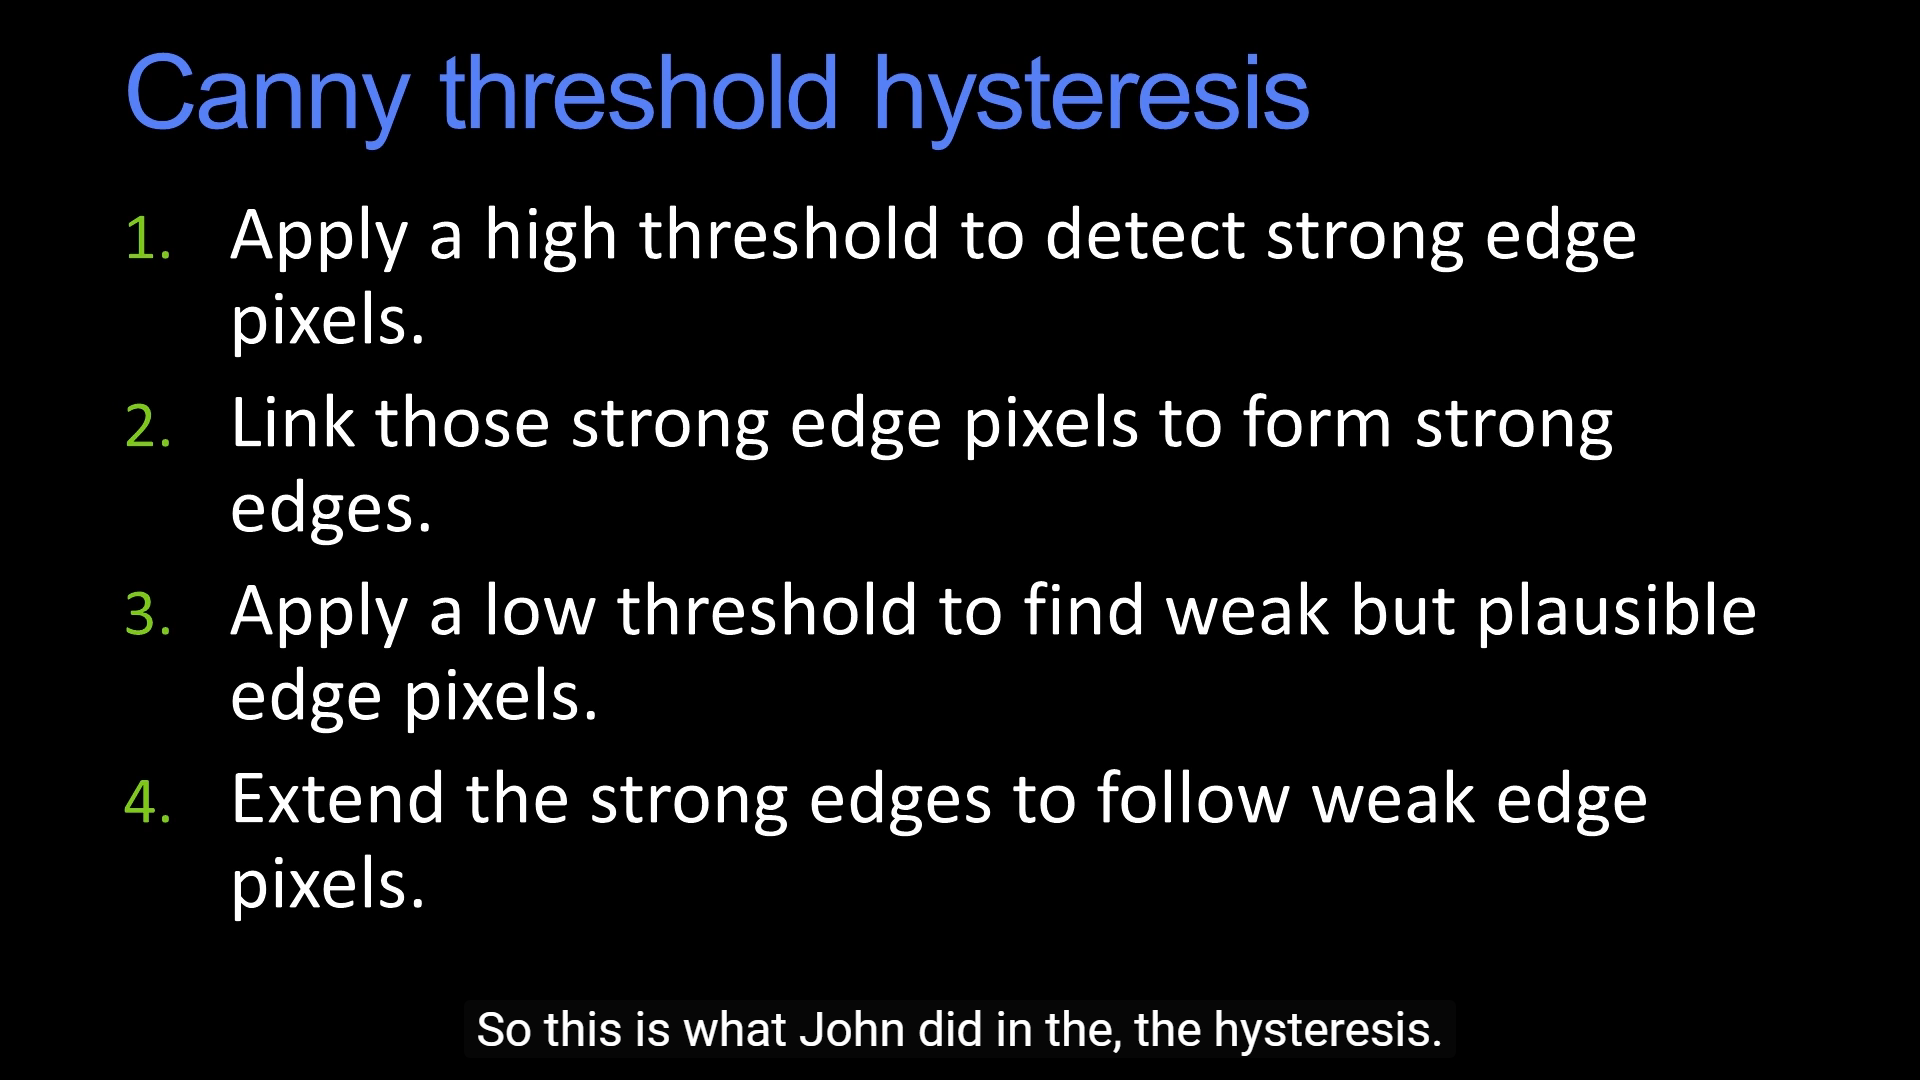 Canny threshold hysteresis
1. Apply a high threshold to detect strong edge
pixels.
2. Link those strong edge pixels to form strong
edges.
3. Apply a low threshold to find weak but plausible
edge pixels.
4. Extend the strong edges to follow weak edge
pixels.
So this is what John did in the, the hysteresis.